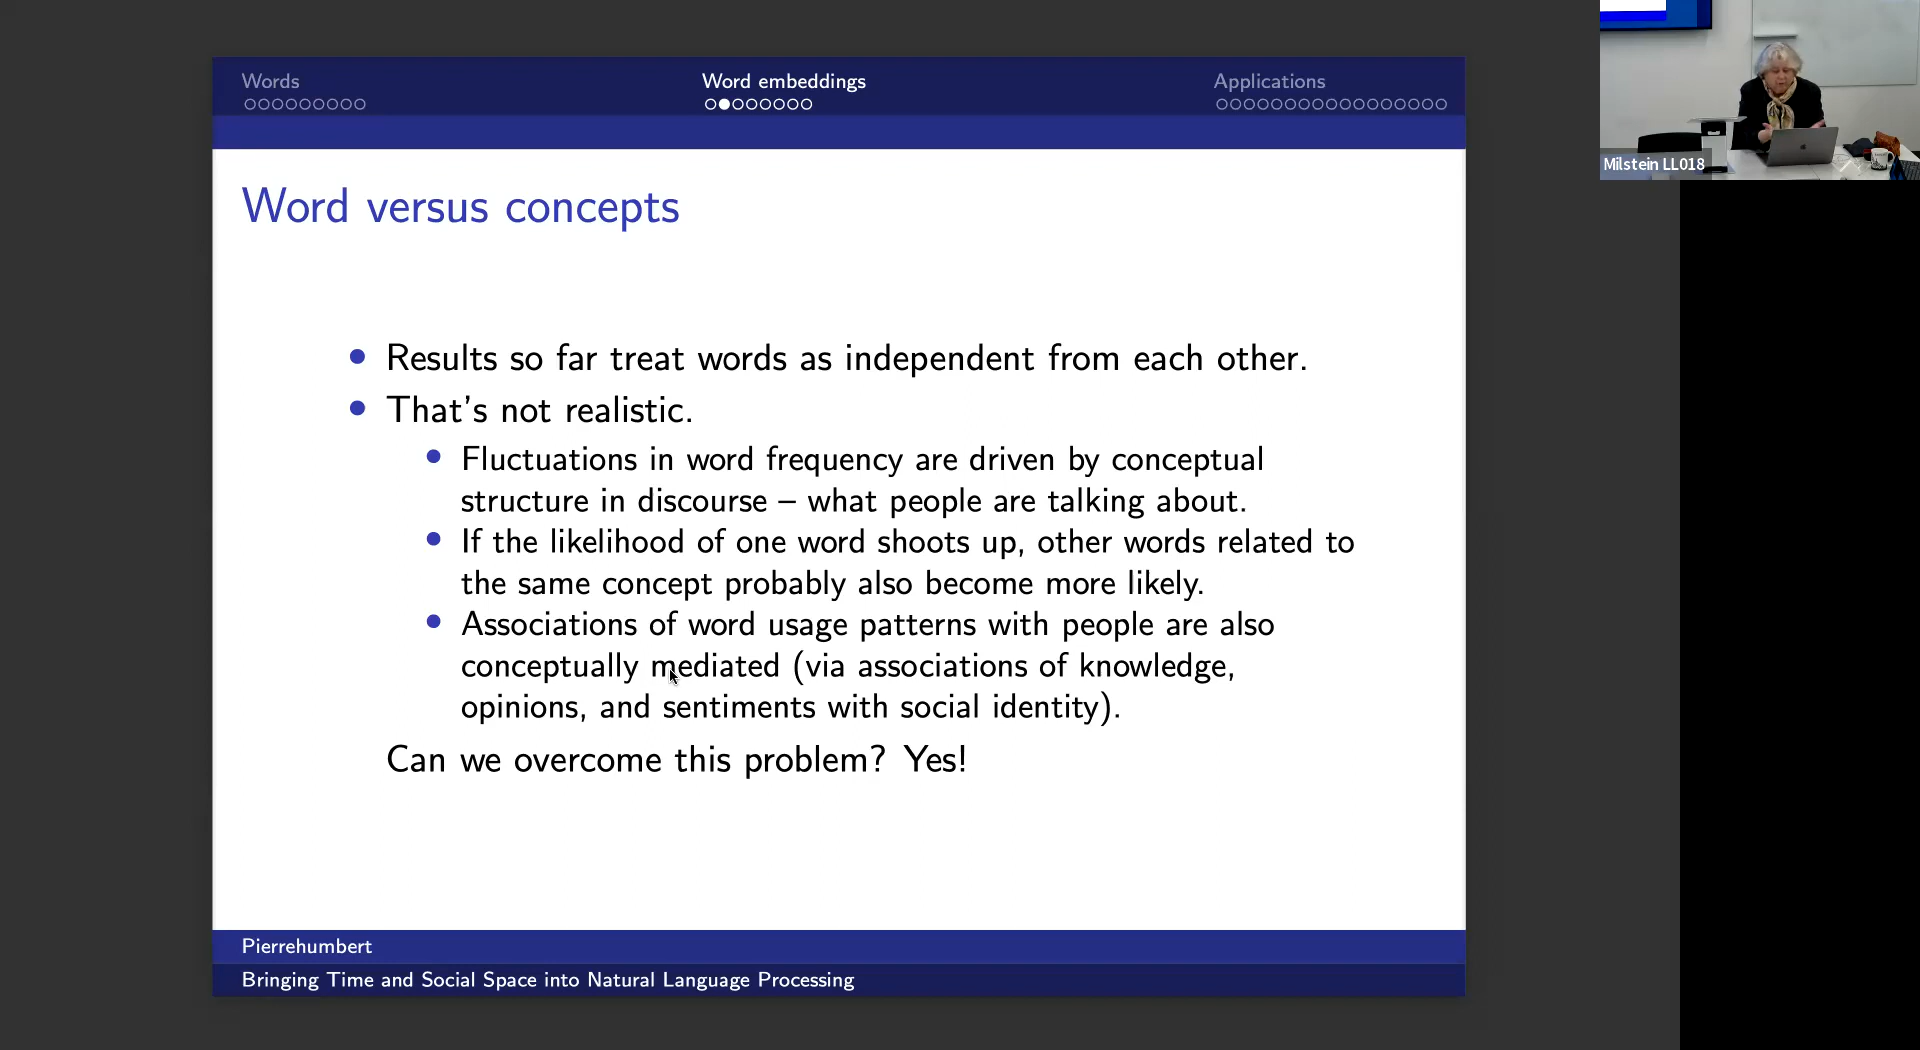 Words
Word embeddings
Applications
Milstein LL018
Word versus concepts
Results so far treat words as independent from each other.
That's not realistic.
Fluctuations in word frequency are driven by conceptual
structure in discourse – what people are talking about.
If the likelihood of one word shoots up, other words related to
the same concept probably also become more likely.
Associations of word usage patterns with people are also
conceptually mediated (via associations of knowledge,
opinions, and sentiments with social identity).
Can we overcome this problem? Yes!
Pierrehumbert
Bringing Time and Social Space into Natural Language Processing